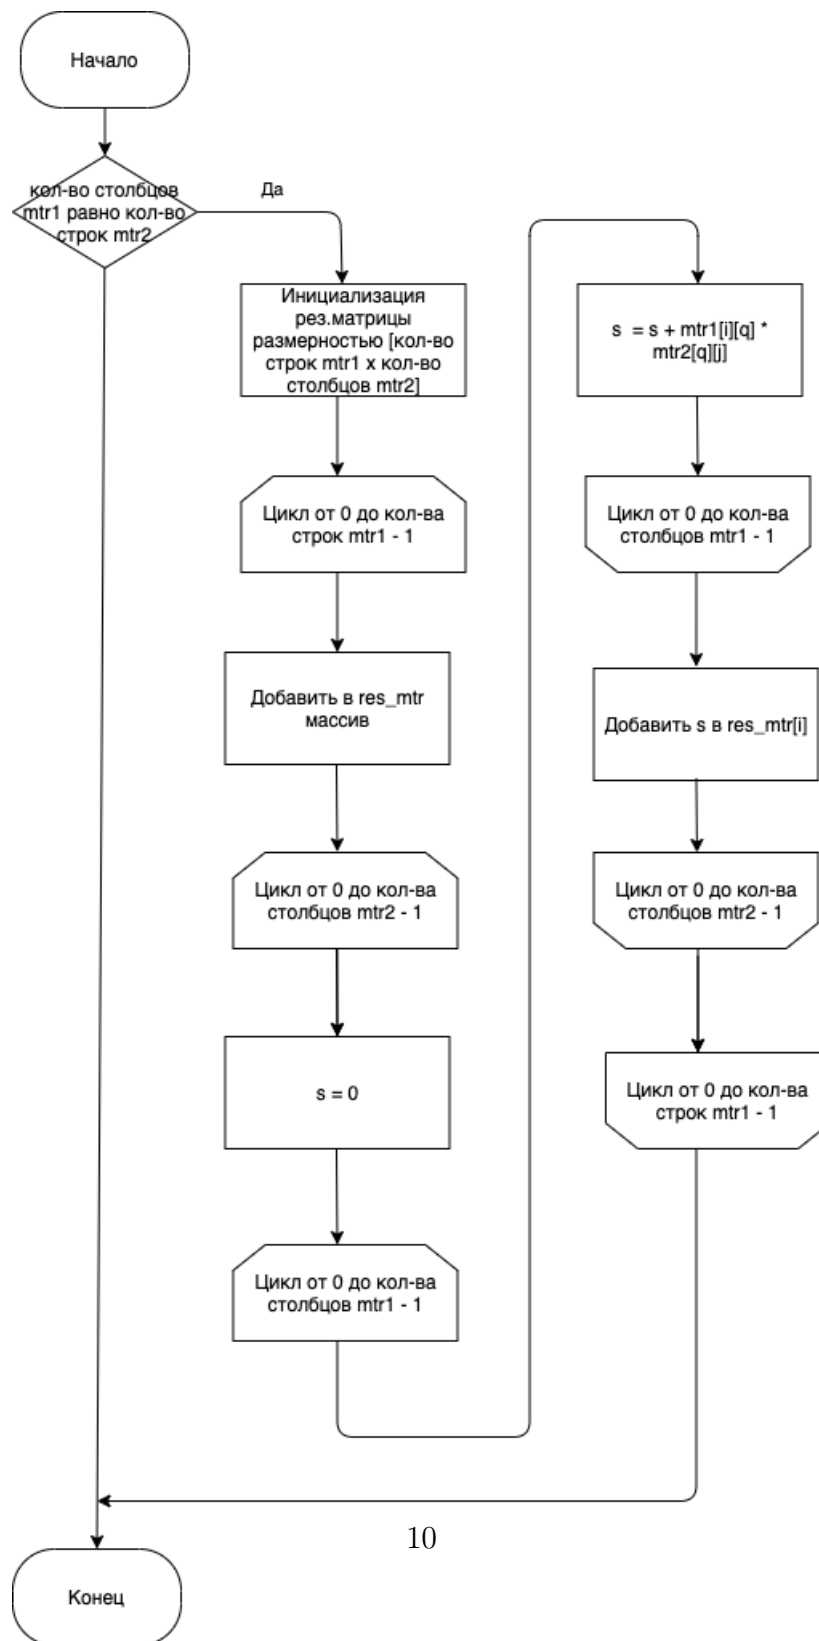 Начало
кол-во столбцов
mtr1 равно кол-во
строк mtr2
Да
Инициализация
рез.матрицы
размерностью [кол-во
строк mtr1 x кол-во
столбцов mtr2]
Цикл от 0 до кол-ва
строк mtr1 - 1
Добавить в res_mtr
массив
Цикл от 0 до кол-ва
столбцов mtr2 - 1
s = 0
Цикл от 0 до кол-ва
столбцов mtr1 - 1
s = s + mtr1[i][q] *
mtr2[q][j]
Цикл от 0 до кол-ва
столбцов mtr1 - 1
Добавить s в res_mtr[i]
Цикл от 0 до кол-ва
столбцов mtr2 - 1
Цикл от 0 до кол-ва
строк mtr1 - 1
Конец
10